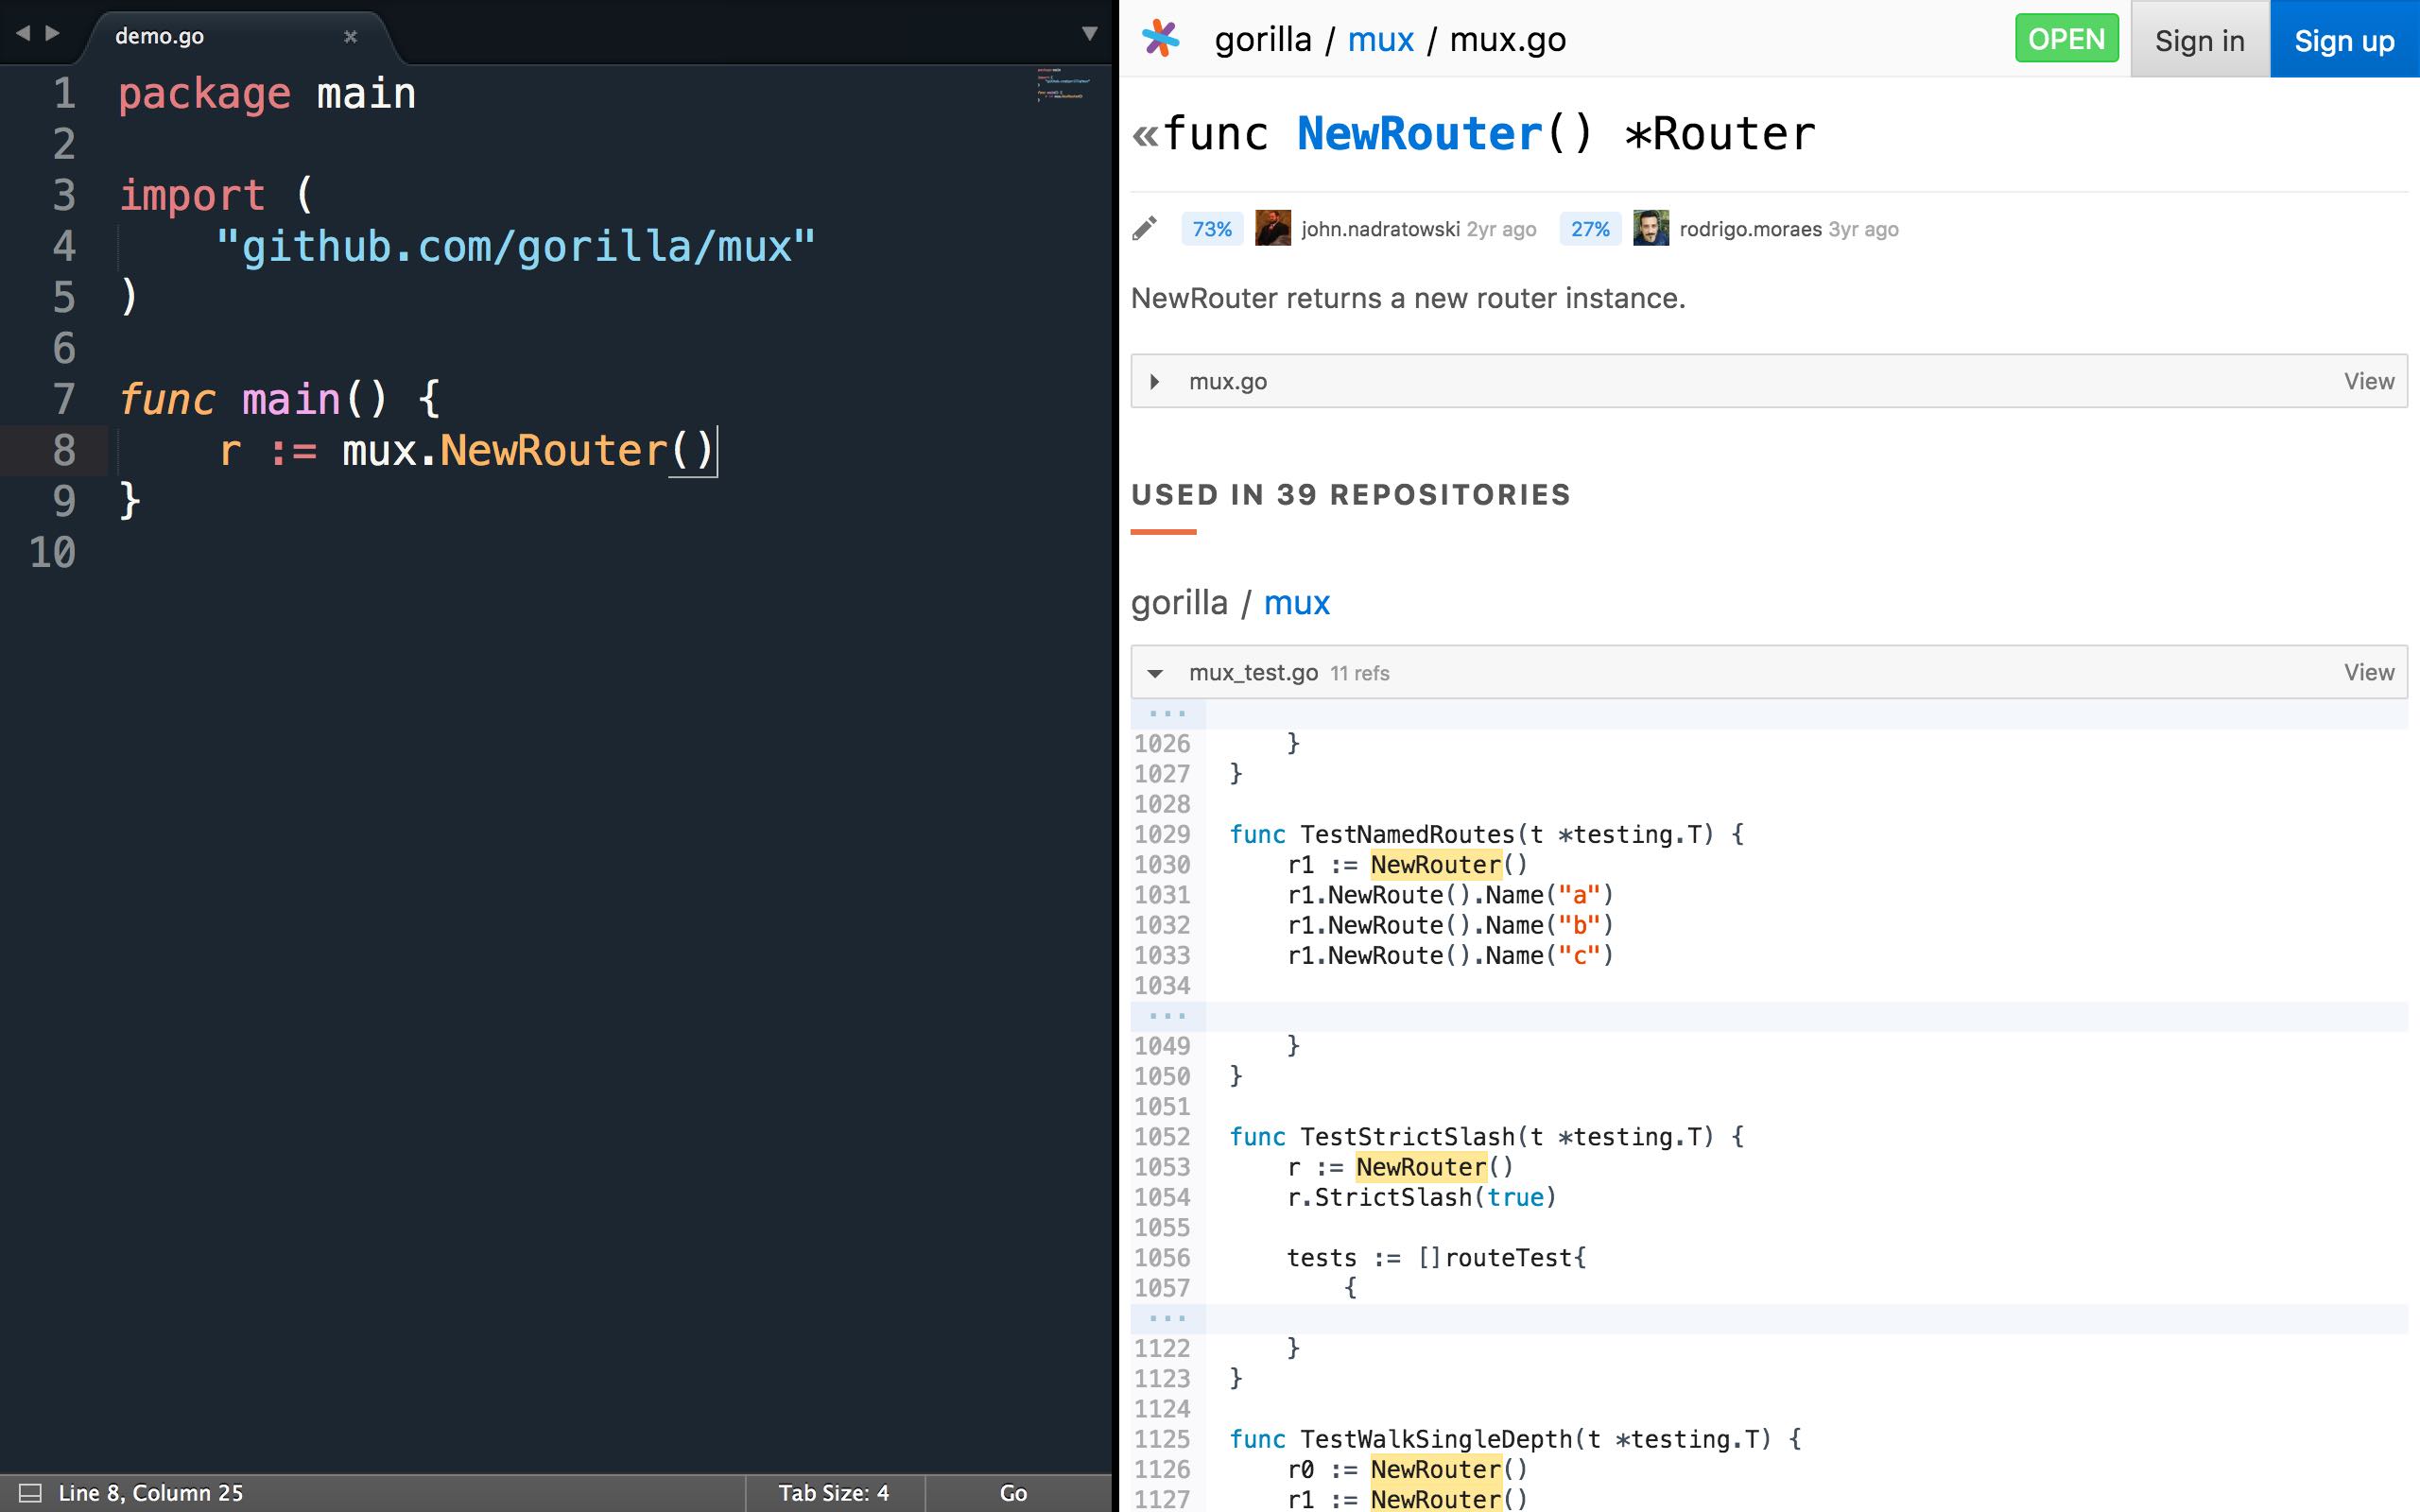 demo.go
1 package main
2
3 import (
4     "github.com/gorilla/mux"
5 )
6
7 func main() {
8     r := mux.NewRouter()
9 }
10
Line 8, Column 25
Tab Size: 4
Go
gorilla / mux / mux.go
OPEN
Sign in
Sign up
«func NewRouter() *Router
73% john.nadratowski 2yr ago 27% rodrigo.moraes 3yr ago
NewRouter returns a new router instance.
mux.go View
USED IN 39 REPOSITORIES
gorilla / mux
mux_test.go 11 refs View
...
1026     }
1027 }
1028
1029 func TestNamedRoutes(t *testing.T) {
1030     r1 := NewRouter()
1031     r1.NewRoute().Name("a")
1032     r1.NewRoute().Name("b")
1033     r1.NewRoute().Name("c")
1034
...
1049     }
1050 }
1051
1052 func TestStrictSlash(t *testing.T) {
1053     r := NewRouter()
1054     r.StrictSlash(true)
1055
1056     tests := []routeTest{
1057         {
...
1122     }
1123 }
1124
1125 func TestWalkSingleDepth(t *testing.T) {
1126     r0 := NewRouter()
1127     r1 := NewRouter()